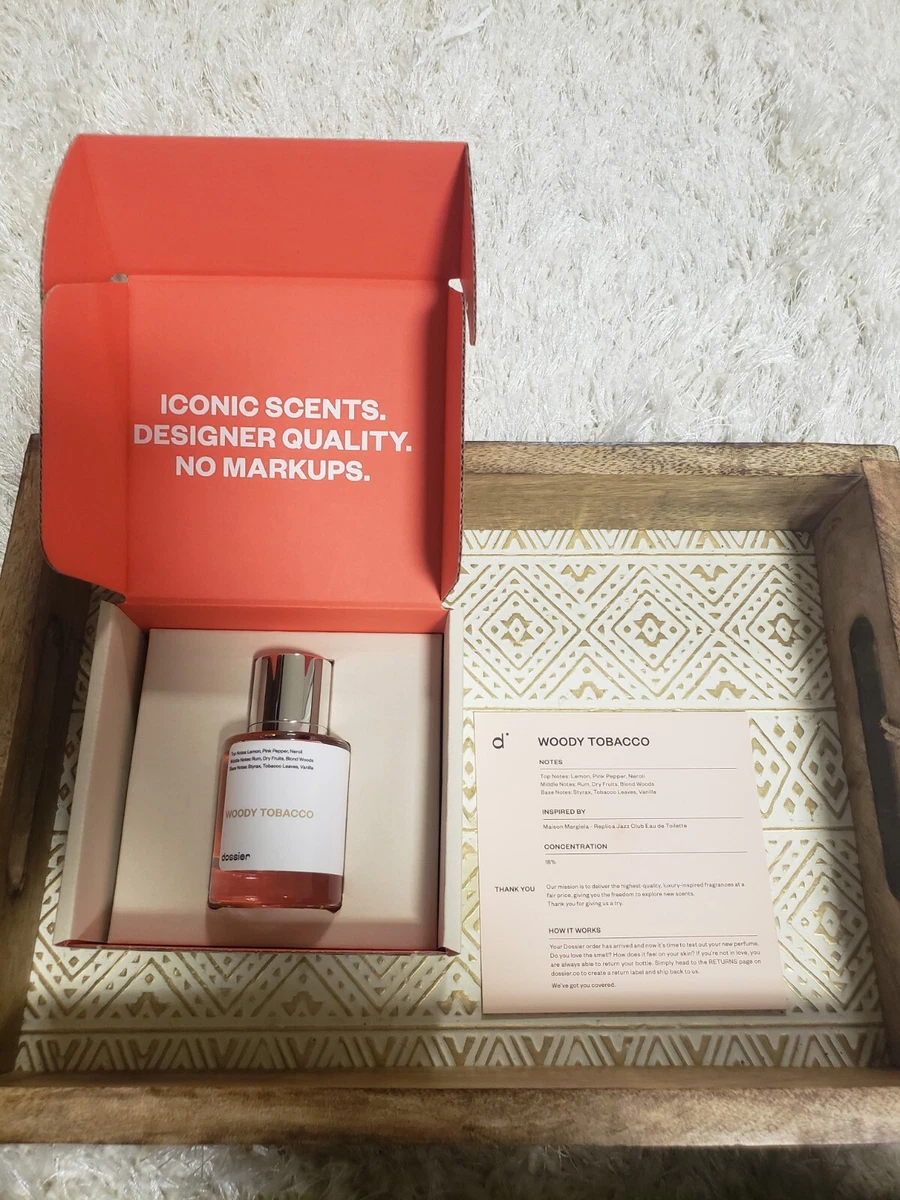 ICONIC SCENTS.
DESIGNER QUALITY.
NO MARKUPS.
Top Notes: Lemon, Pink Pepper, Neroli
Middle Notes: Rum, Dry Fruits, Blond Woods
Base Notes: Styrax, Tobacco Leaves, Vanilla
WOODY TOBACCO
dossier
d'
WOODY TOBACCO
NOTES
Top Notes: Lemon, Pink Pepper, Neroli
Middle Notes: Rum, Dry Fruits, Blond Woods
Base Notes: Styrax, Tobacco Leaves, Vanilla
INSPIRED BY
Maison Margiela - Replica Jazz Club Eau de Toilette
CONCENTRATION
18%
THANK YOU
Our mission is to deliver the highest-quality, luxury-inspired fragrances at a
fair price, giving you the freedom to explore new scents.
Thank you for giving us a try.
HOW IT WORKS
Your Dossier order has arrived and now it's time to test out your new perfume.
Do you love the smell? How does it feel on your skin? If you're not in love, you
are always able to return your bottle. Simply head to the RETURNS page on
dossier.co to create a return label and ship back to us.
We've got you covered.